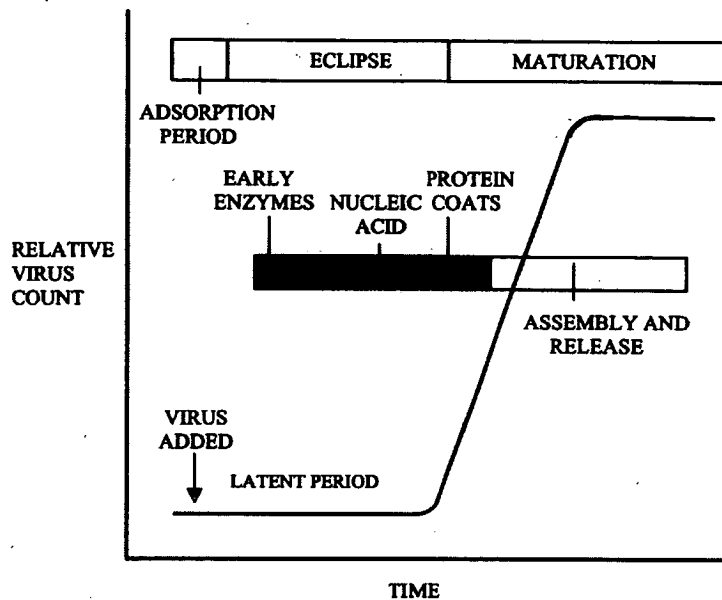 ECLIPSE
MATURATION
ADSORPTION
PERIOD
EARLY
ENZYMES
NUCLEIC
ACID
PROTEIN
COATS
RELATIVE
VIRUS
COUNT
ASSEMBLY AND
RELEASE
VIRUS
ADDED
LATENT PERIOD
TIME